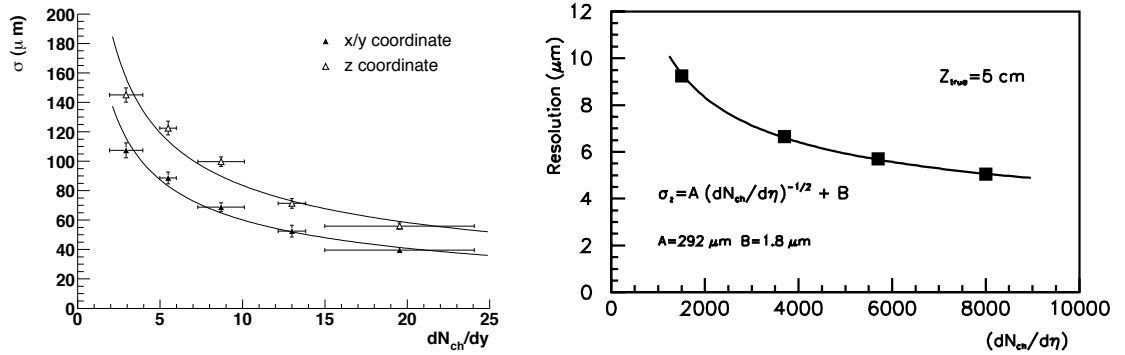 σ (μ m)
200
180
160
140
120
100
80
60
40
20
0
0 5 10 15 20 25
dN_ch/dy
x/y coordinate
z coordinate
Resolution (μm)
12
10
8
6
4
2
0
0 2000 4000 6000 8000 10000
(dN_ch/dη)
Z_true=5 cm
σ_z=A (dN_ch/dη)^-1/2 + B
A=292 μm B=1.8 μm